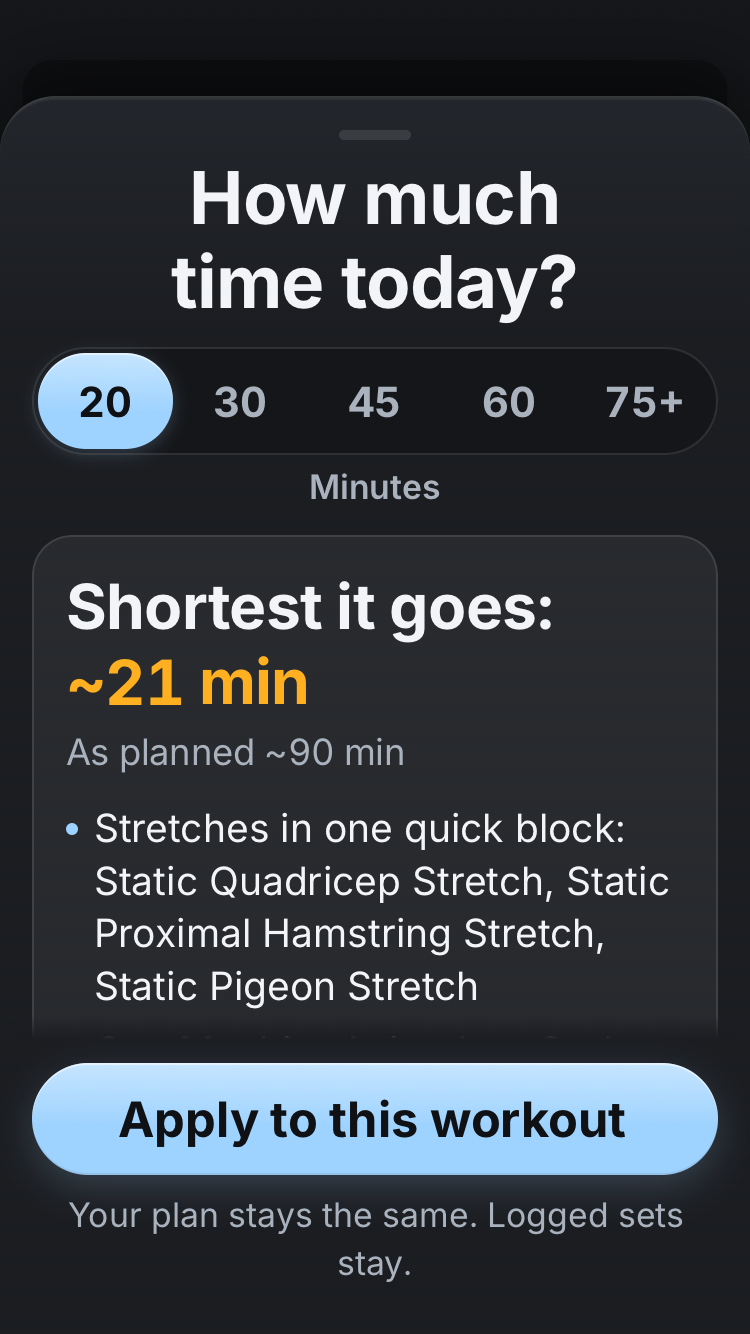 How much
time today?
20 30 45 60 75+
Minutes
Shortest it goes:
~21 min
As planned ~90 min
• Stretches in one quick block:
Static Quadricep Stretch, Static
Proximal Hamstring Stretch,
Static Pigeon Stretch
Apply to this workout
Your plan stays the same. Logged sets
stay.